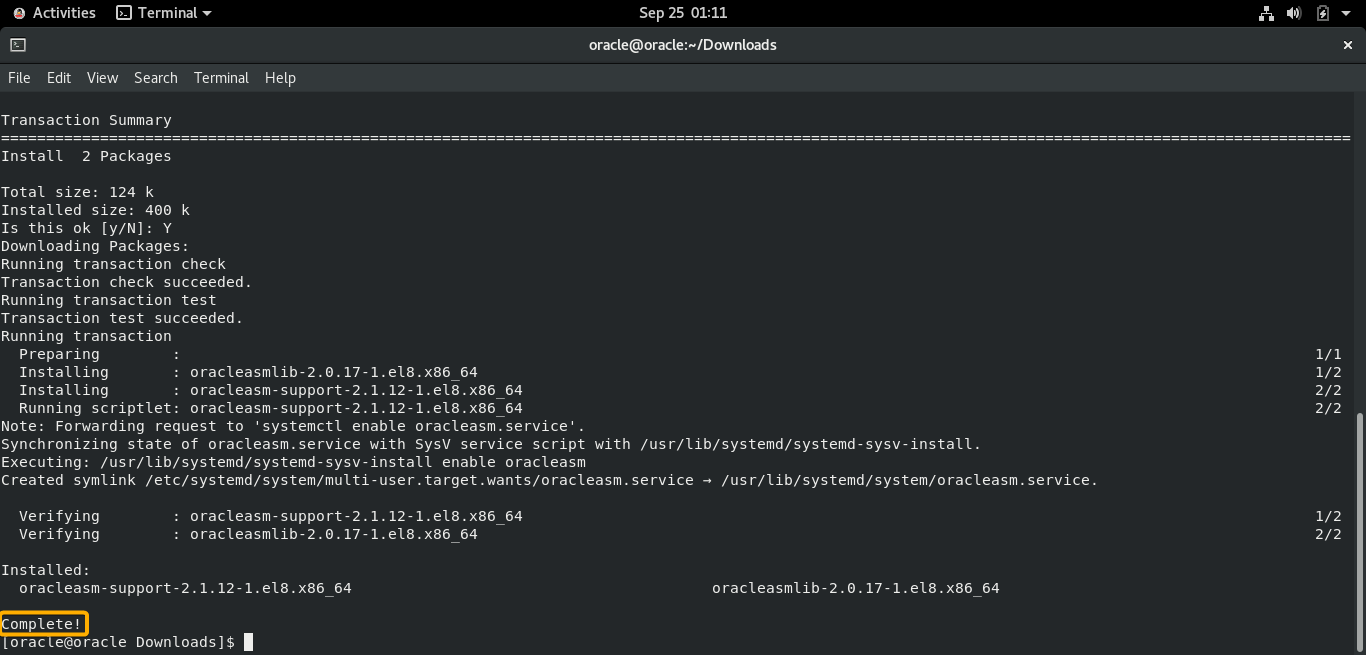 Activities Terminal Sep 25 01:11
oracle@oracle:~/Downloads ×
File Edit View Search Terminal Help
Transaction Summary
================================================================================================================================================
Install  2 Packages
Total size: 124 k
Installed size: 400 k
Is this ok [y/N]: Y
Downloading Packages:
Running transaction check
Transaction check succeeded.
Running transaction test
Transaction test succeeded.
Running transaction
  Preparing        : 1/1
  Installing       : oracleasmlib-2.0.17-1.el8.x86_64 1/2
  Installing       : oracleasm-support-2.1.12-1.el8.x86_64 2/2
  Running scriptlet: oracleasm-support-2.1.12-1.el8.x86_64 2/2
Note: Forwarding request to 'systemctl enable oracleasm.service'.
Synchronizing state of oracleasm.service with SysV service script with /usr/lib/systemd/systemd-sysv-install.
Executing: /usr/lib/systemd/systemd-sysv-install enable oracleasm
Created symlink /etc/systemd/system/multi-user.target.wants/oracleasm.service → /usr/lib/systemd/system/oracleasm.service.
  Verifying        : oracleasm-support-2.1.12-1.el8.x86_64 1/2
  Verifying        : oracleasmlib-2.0.17-1.el8.x86_64 2/2
Installed:
  oracleasm-support-2.1.12-1.el8.x86_64 oracleasmlib-2.0.17-1.el8.x86_64
Complete!
[oracle@oracle Downloads]$